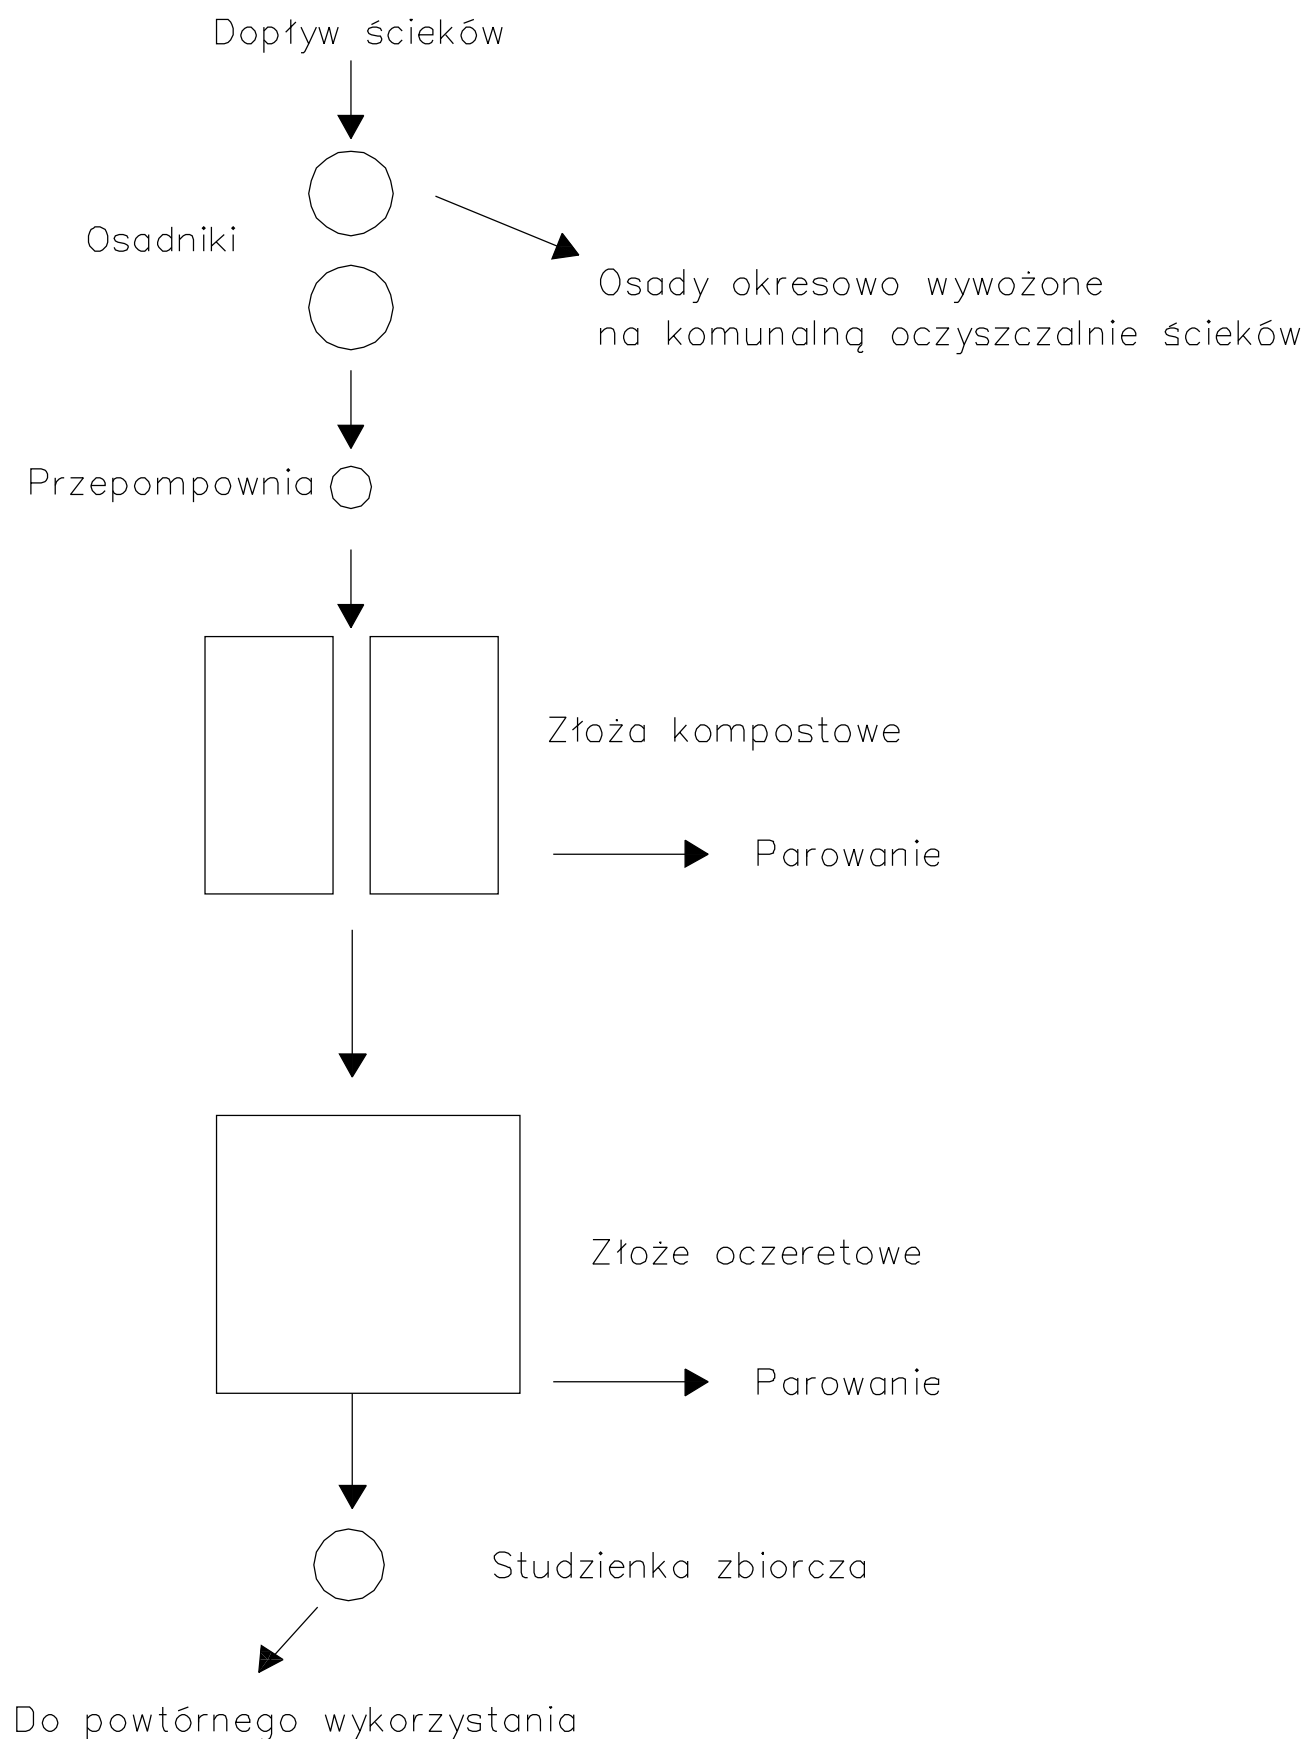 Dopływ ścieków
Osadniki
Osady okresowo wywożone
na komunalną oczyszczalnie ścieków
Przepompownia
Złoża kompostowe
Parowanie
Złoże oczeretowe
Parowanie
Studzienka zbiorcza
Do powtórnego wykorzystania